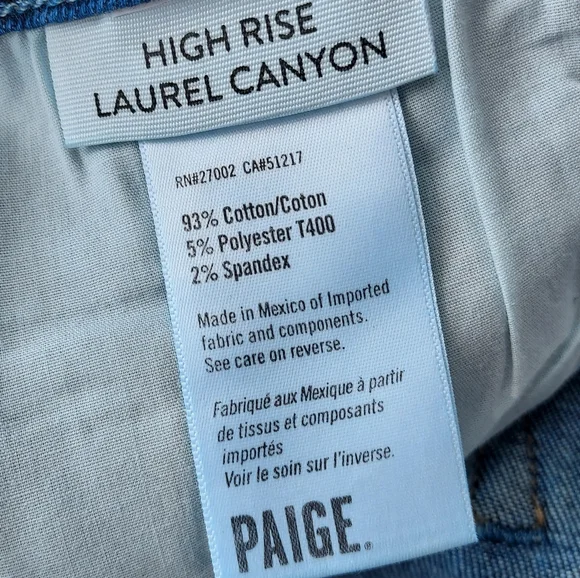 HIGH RISE
LAUREL CANYON
RN#27002 CA#51217
93% Cotton/Coton
5% Polyester T400
2% Spandex
Made in Mexico of Imported
fabric and components.
See care on reverse.
Fabriqué aux Mexique à partir
de tissus et composants
importés
Voir le soin sur l'inverse.
PAIGE.